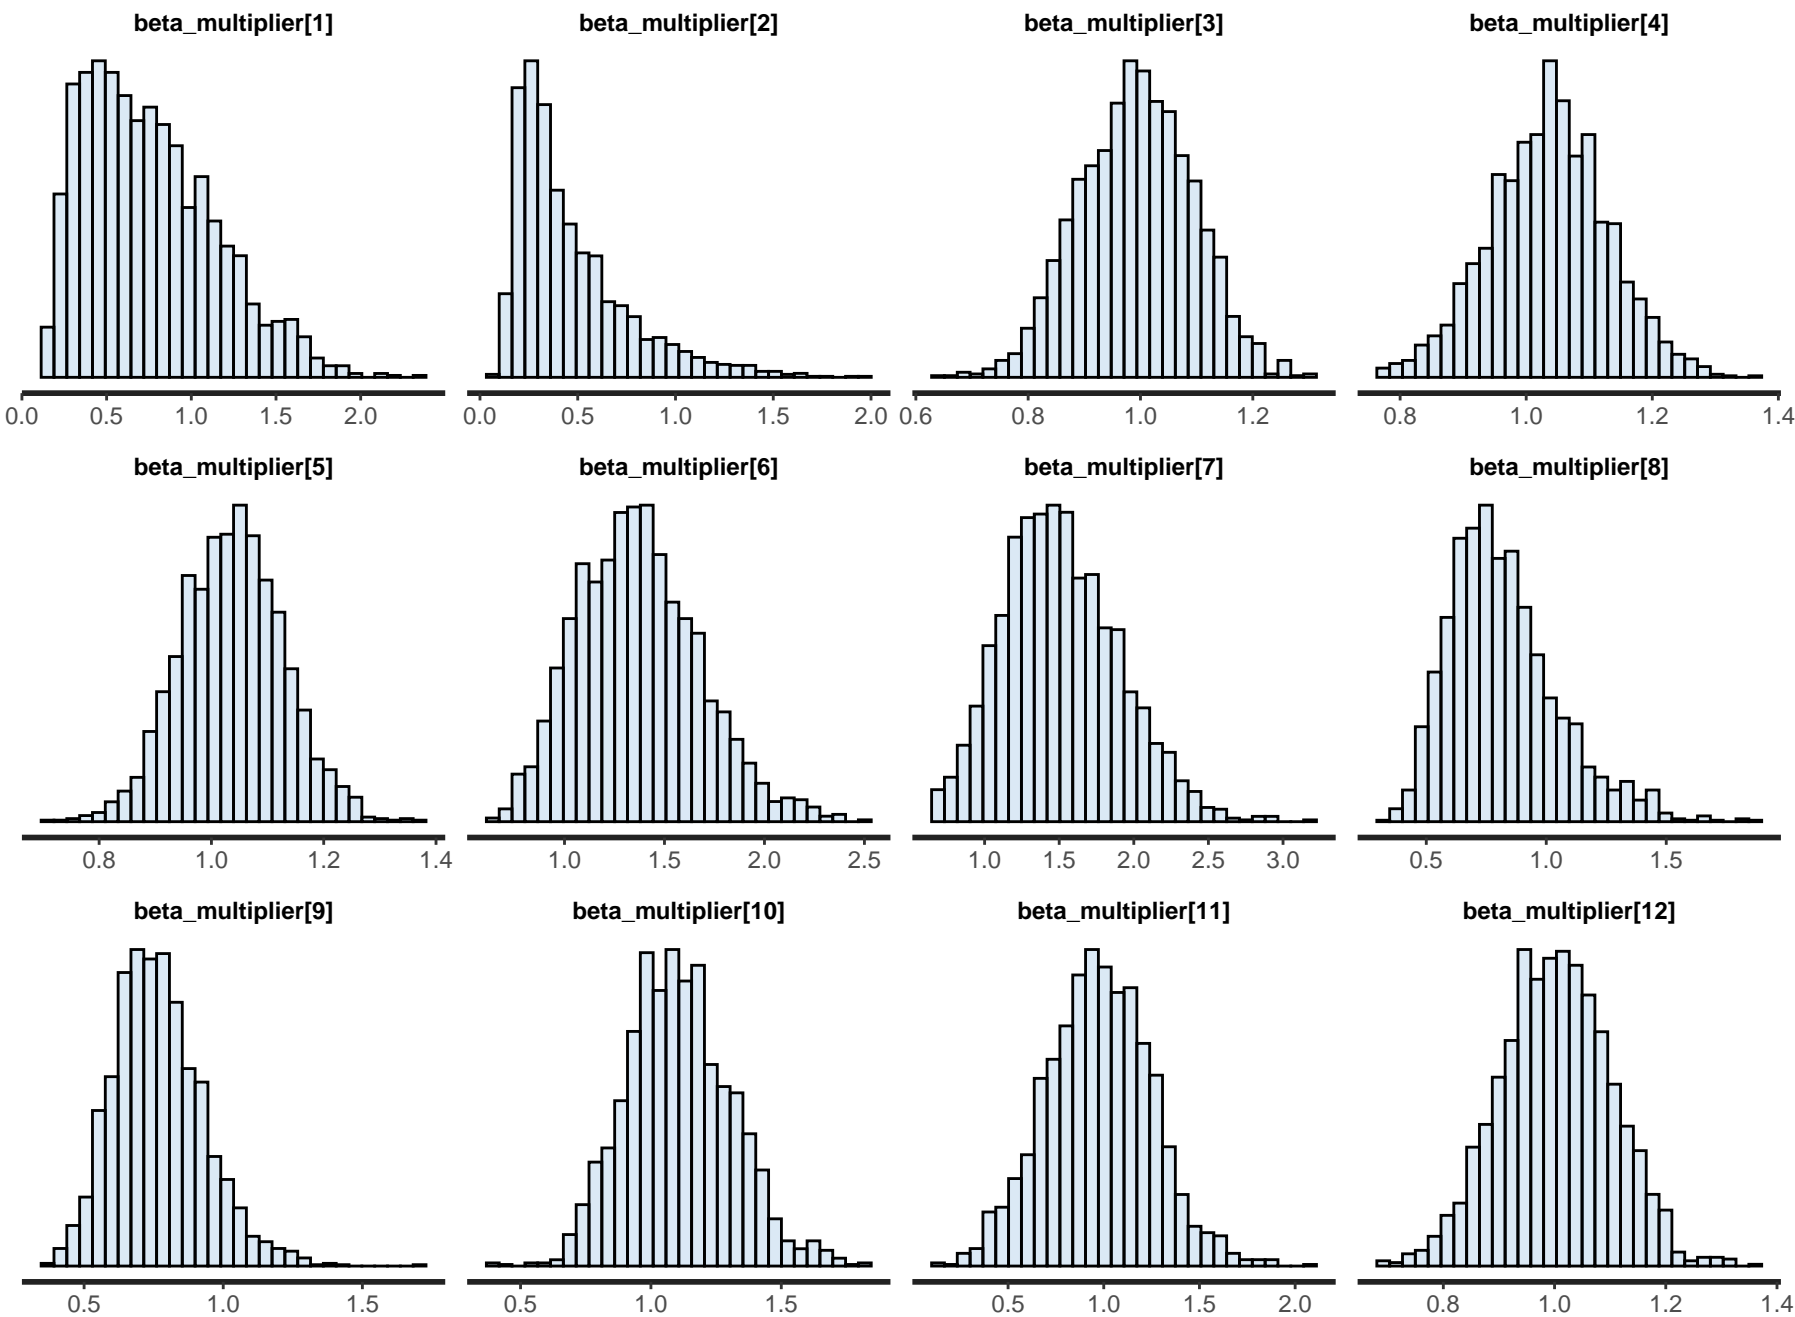 beta_multiplier[1] beta_multiplier[2] beta_multiplier[3] beta_multiplier[4]
0.0 0.5 1.0 1.5 2.0 0.0 0.5 1.0 1.5 2.0 0.6 0.8 1.0 1.2 0.8 1.0 1.2 1.4
beta_multiplier[5] beta_multiplier[6] beta_multiplier[7] beta_multiplier[8]
0.8 1.0 1.2 1.4 1.0 1.5 2.0 2.5 1.0 1.5 2.0 2.5 3.0 0.5 1.0 1.5
beta_multiplier[9] beta_multiplier[10] beta_multiplier[11] beta_multiplier[12]
0.5 1.0 1.5 0.5 1.0 1.5 0.5 1.0 1.5 2.0 0.8 1.0 1.2 1.4